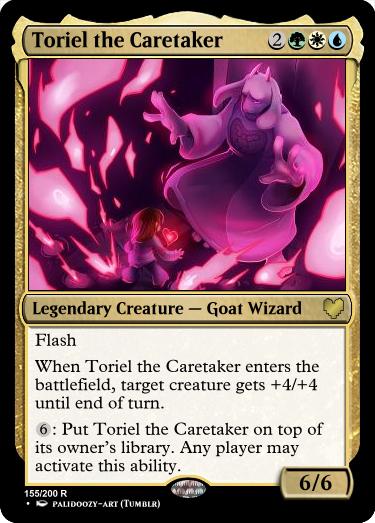 Toriel the Caretaker 2
Legendary Creature — Goat Wizard
Flash
When Toriel the Caretaker enters the
battlefield, target creature gets +4/+4
until end of turn.
6: Put Toriel the Caretaker on top of
its owner's library. Any player may
activate this ability.
6/6
155/200 R
• PALIDOOZY-ART (TUMBLR)